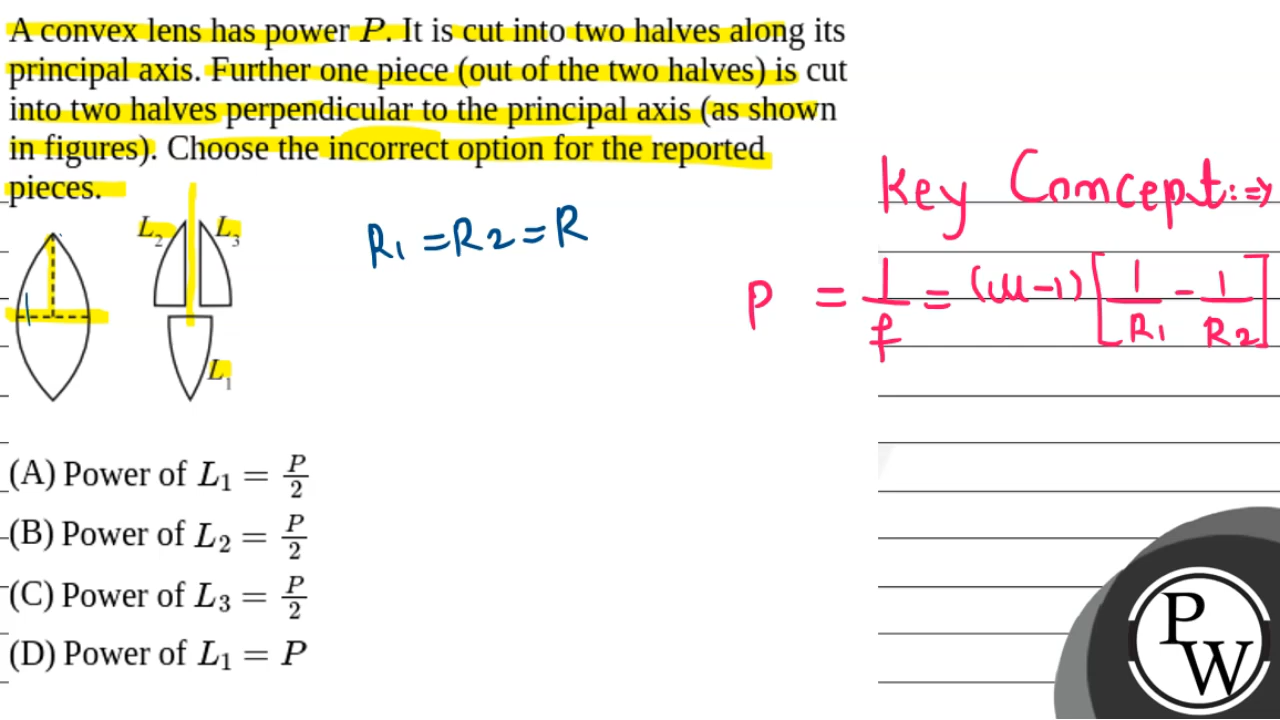 A convex lens has power P. It is cut into two halves along its
principal axis. Further one piece (out of the two halves) is cut
into two halves perpendicular to the principal axis (as shown
in figures). Choose the incorrect option for the reported
pieces.
Key Concept:⇒
L₂ L₃
R₁ = R₂ = R
P = 1/f = (μ-1) [1/R₁ - 1/R₂]
L₁
(A) Power of L₁ = P/2
(B) Power of L₂ = P/2
(C) Power of L₃ = P/2
(D) Power of L₁ = P
P
W